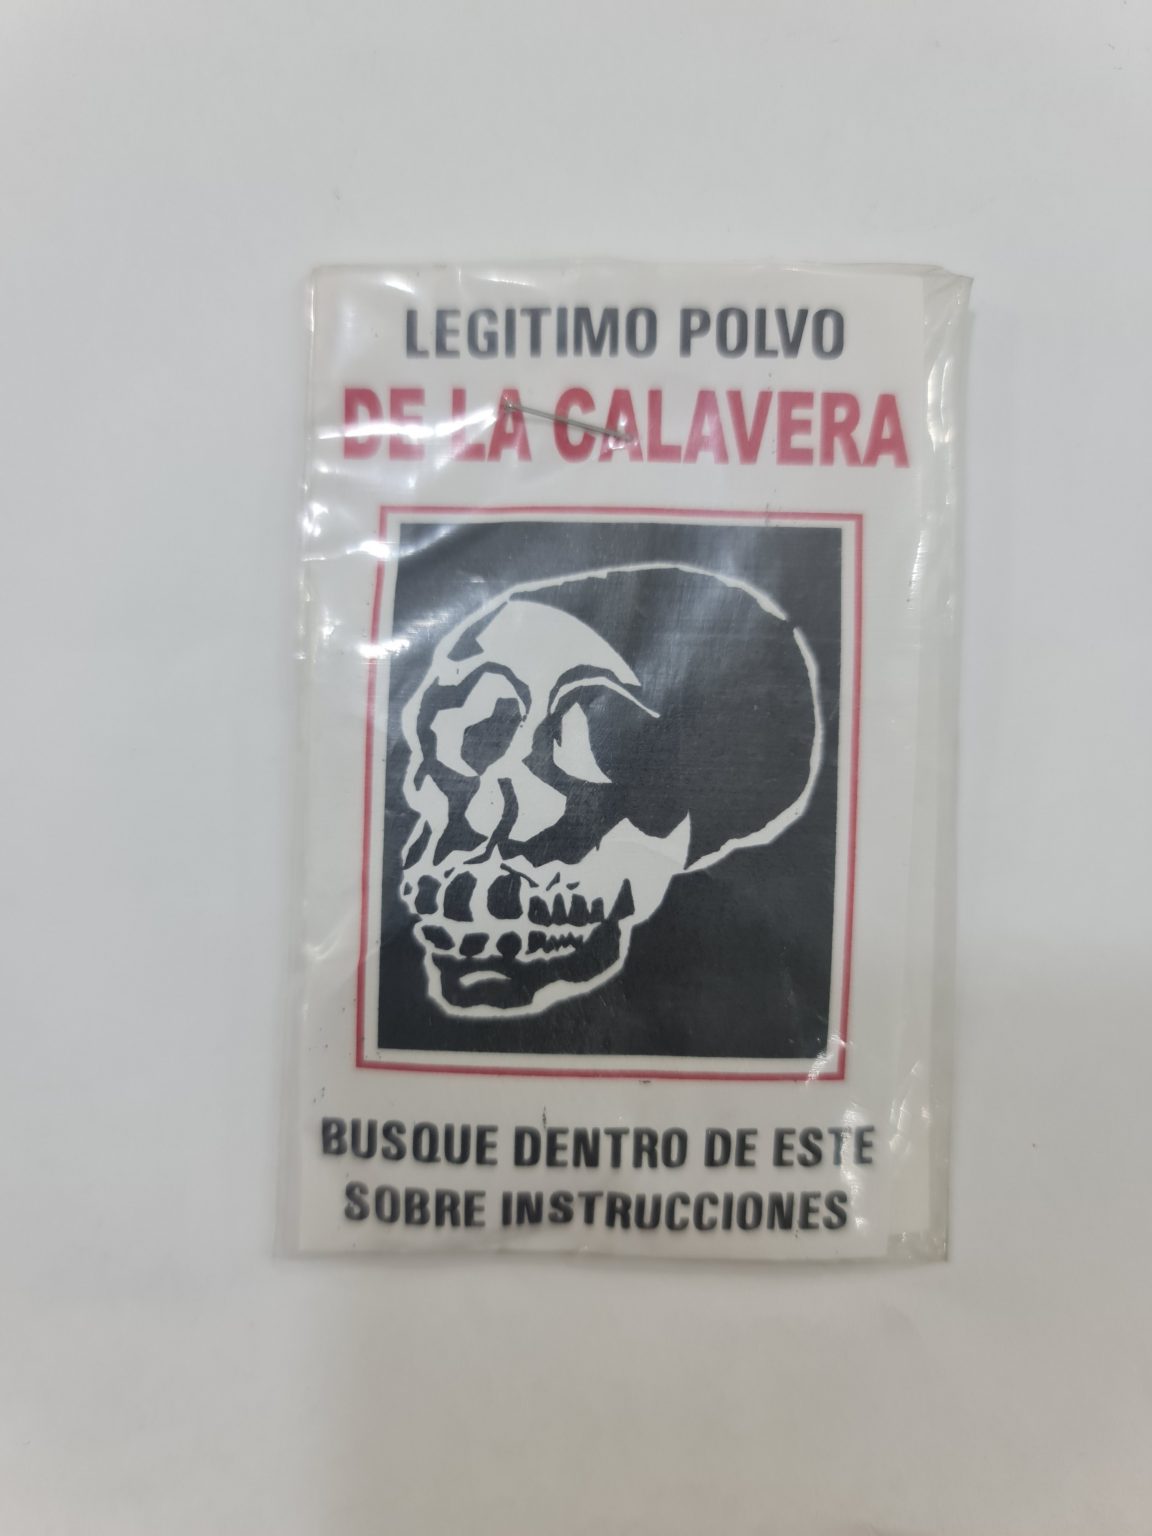 LEGITIMO POLVO
DE LA CALAVERA
BUSQUE DENTRO DE ESTE
SOBRE INSTRUCCIONES